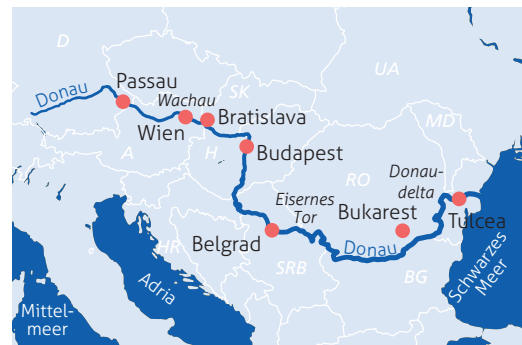 D
UA
Passau
Donau
Wachau
SK
Bratislava
MD
Wien
A
H
Budapest
Donau-
delta
Eisernes
Tor
RO
Bukarest
Tulcea
HR
Belgrad
Donau
SRB
BG
Adria
Schwarzes
Meer
Mittel-
meer